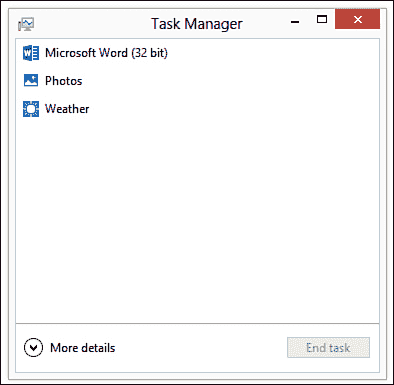 Task Manager
Microsoft Word (32 bit)
Photos
Weather
More details
End task